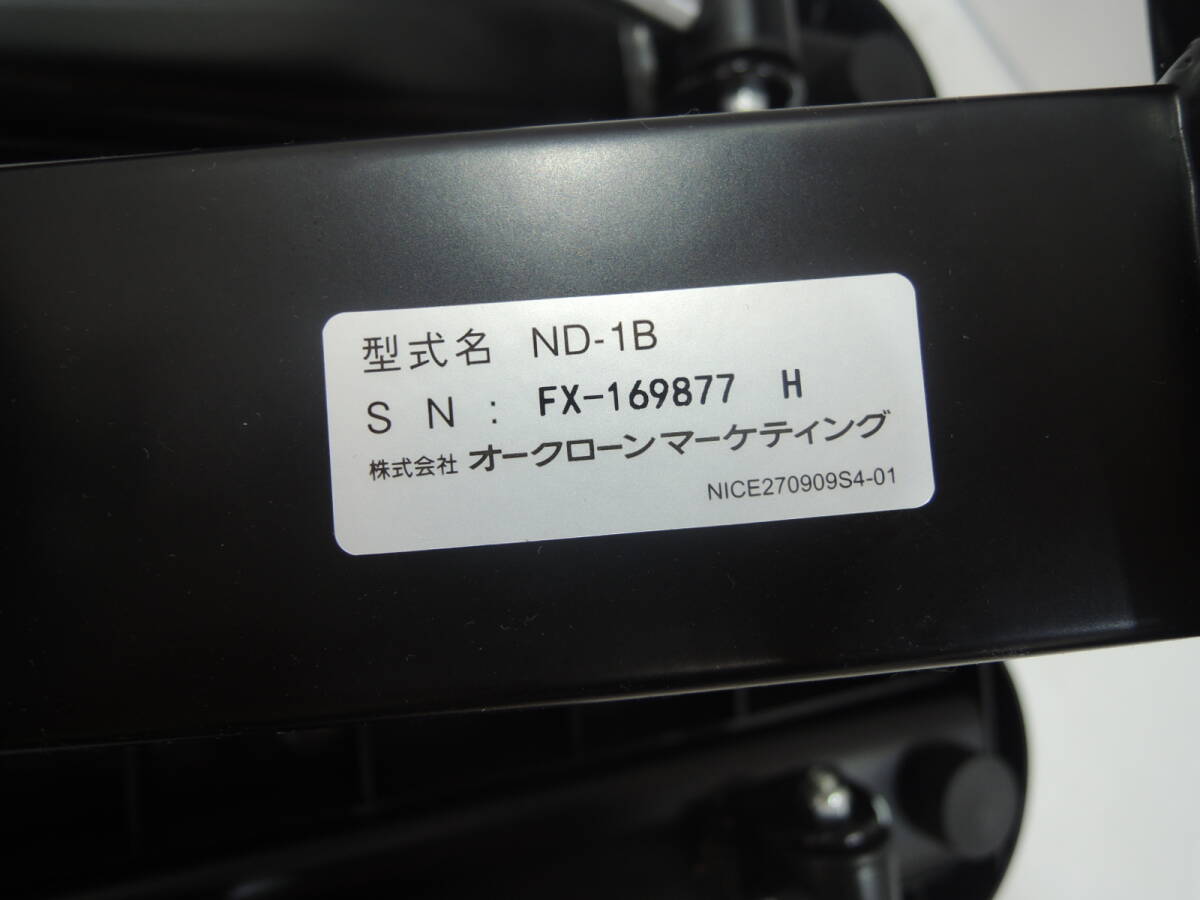 型式名 ND-1B
S N : FX-169877 H
株式会社 オークローンマーケティング
NICE270909S4-01